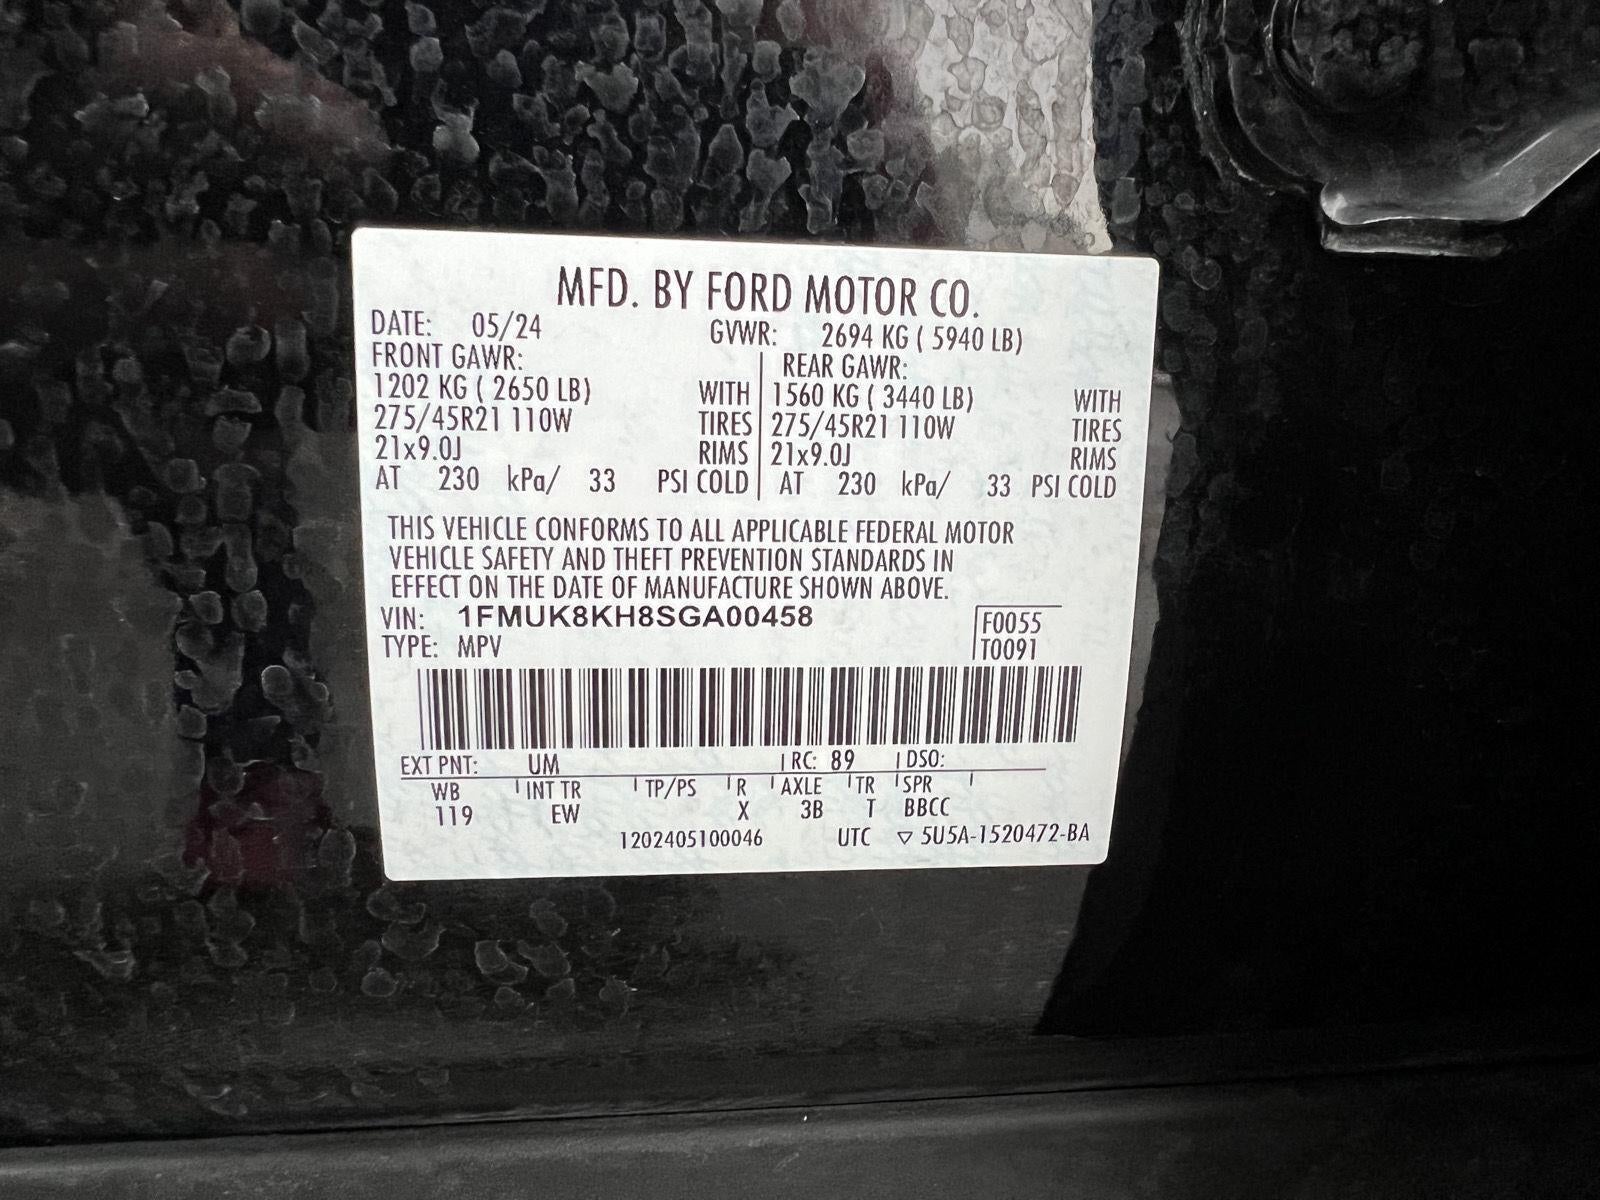 MFD. BY FORD MOTOR CO.
DATE: 05/24 GVWR: 2694 KG ( 5940 LB)
FRONT GAWR: REAR GAWR:
1202 KG ( 2650 LB) WITH 1560 KG ( 3440 LB) WITH
275/45R21 110W TIRES 275/45R21 110W TIRES
21x9.0J RIMS 21x9.0J RIMS
AT 230 kPa/ 33 PSI COLD AT 230 kPa/ 33 PSI COLD
THIS VEHICLE CONFORMS TO ALL APPLICABLE FEDERAL MOTOR
VEHICLE SAFETY AND THEFT PREVENTION STANDARDS IN
EFFECT ON THE DATE OF MANUFACTURE SHOWN ABOVE.
VIN: 1FMUK8KH8SGA00458 F0055
TYPE: MPV T0091
EXT PNT: UM RC: 89 DSO:
WB INT TR TP/PS R AXLE TR SPR
119 EW X 3B T BBCC
1202405100046 UTC ▽ 5U5A-1520472-BA